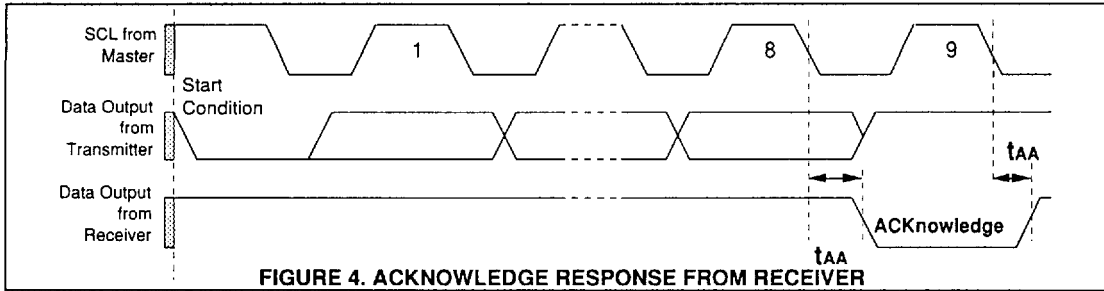 SCL from
Master
1
8
9
Start
Condition
Data Output
from
Transmitter
tAA
Data Output
from
Receiver
ACKnowledge
tAA
FIGURE 4. ACKNOWLEDGE RESPONSE FROM RECEIVER